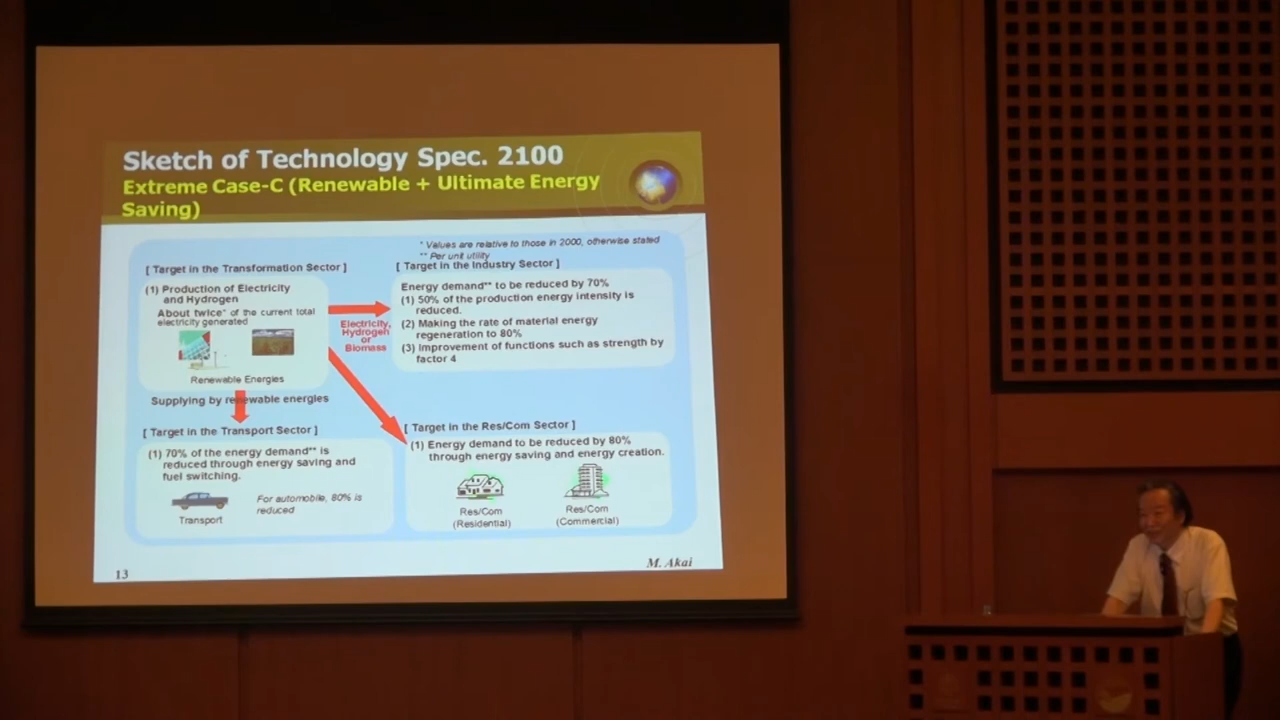 Sketch of Technology Spec. 2100
Extreme Case-C (Renewable + Ultimate Energy
Saving)
* Values are relative to those in 2000, otherwise stated
** Per unit utility
[ Target in the Transformation Sector ]
(1) Production of Electricity
and Hydrogen
About twice* of the current total
electricity generated
Renewable Energies
Supplying by renewable energies
Electricity,
Hydrogen
or
Biomass
[ Target in the Industry Sector ]
Energy demand** to be reduced by 70%
(1) 50% of the production energy intensity is
reduced.
(2) Making the rate of material energy
regeneration to 80%
(3) Improvement of functions such as strength by
factor 4
[ Target in the Transport Sector ]
(1) 70% of the energy demand** is
reduced through energy saving and
fuel switching.
For automobile, 80% is
reduced
Transport
[ Target in the Res/Com Sector ]
(1) Energy demand to be reduced by 80%
through energy saving and energy creation.
Res/Com
(Residential)
Res/Com
(Commercial)
13
M. Akai